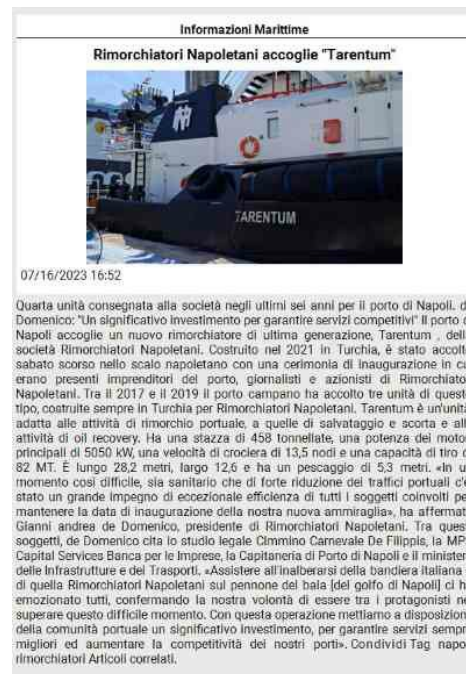 Informazioni Marittime
Rimorchiatori Napoletani accoglie "Tarentum"
TARENTUM
07/16/2023 16:52
Quarta unità consegnata alla società negli ultimi sei anni per il porto di Napoli. d
Domenico: "Un significativo investimento per garantire servizi competitivi" Il porto d
Napoli accoglie un nuovo rimorchiatore di ultima generazione, Tarentum , dell
società Rimorchiatori Napoletani. Costruito nel 2021 in Turchia, è stato accolt
sabato scorso nello scalo napoletano con una cerimonia di inaugurazione in cu
erano presenti imprenditori del porto, giornalisti e azionisti di Rimorchiato
Napoletani. Tra il 2017 e il 2019 il porto campano ha accolto tre unità di quest
tipo, costruite sempre in Turchia per Rimorchiatori Napoletani. Tarentum è un'unit
adatta alle attività di rimorchio portuale, a quelle di salvataggio e scorta e all
attività di oil recovery. Ha una stazza di 458 tonnellate, una potenza dei moto
principali di 5050 kW, una velocità di crociera di 13,5 nodi e una capacità di tiro d
82 MT. È lungo 28,2 metri, largo 12,6 e ha un pescaggio di 5,3 metri. «In u
momento così difficile, sia sanitario che di forte riduzione dei traffici portuali c'è
stato un grande impegno di eccezionale efficienza di tutti i soggetti coinvolti pe
mantenere la data di inaugurazione della nostra nuova ammiraglia», ha affermat
Gianni andrea de Domenico, presidente di Rimorchiatori Napoletani. Tra quest
soggetti, de Domenico cita lo studio legale Cimmino Carnevale De Filippis, la MP
Capital Services Banca per le Imprese, la Capitaneria di Porto di Napoli e il minister
delle Infrastrutture e dei Trasporti. «Assistere all'inalberarsi della bandiera italiana
di quella Rimorchiatori Napoletani sul pennone del baia [del golfo di Napoli] ci h
emozionato tutti, confermando la nostra volontà di essere tra i protagonisti ne
superare questo difficile momento. Con questa operazione mettiamo a disposizion
della comunità portuale un significativo investimento, per garantire servizi sempr
migliori ed aumentare la competitività dei nostri porti». Condividi Tag napo
rimorchiatori Articoli correlati.